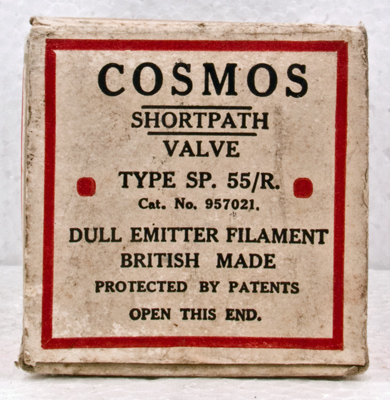 COSMOS
SHORTPATH
VALVE
TYPE SP. 55/R.
Cat. No. 957021.
DULL EMITTER FILAMENT
BRITISH MADE
PROTECTED BY PATENTS
OPEN THIS END.